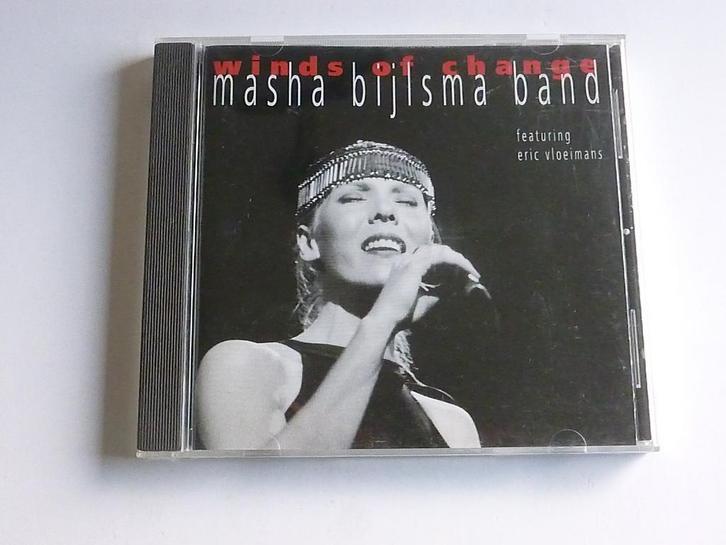 winds of change
masha bijlsma band
featuring
eric vloeimans